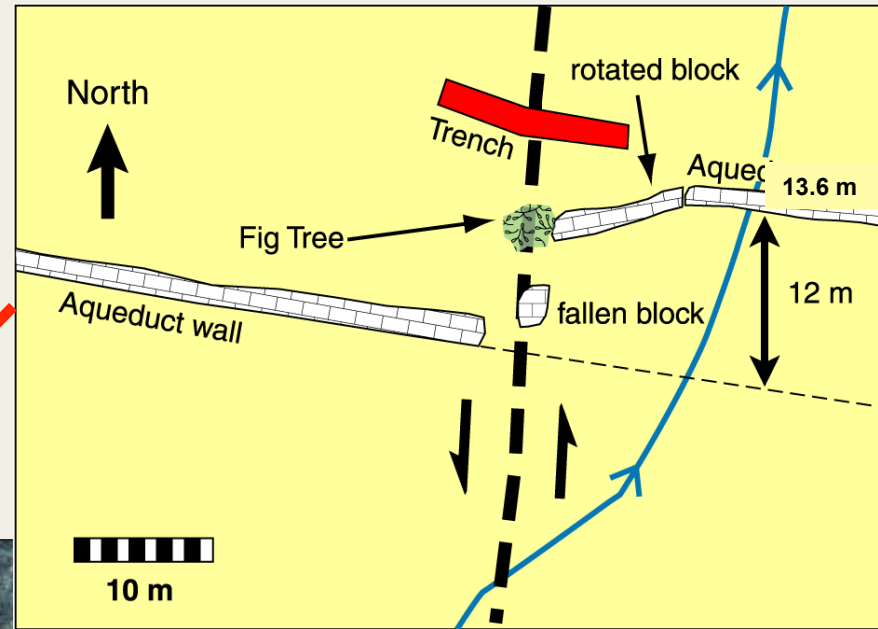 North
rotated block
Trench
Aqued
13.6 m
Fig Tree
12 m
Aqueduct wall
fallen block
10 m